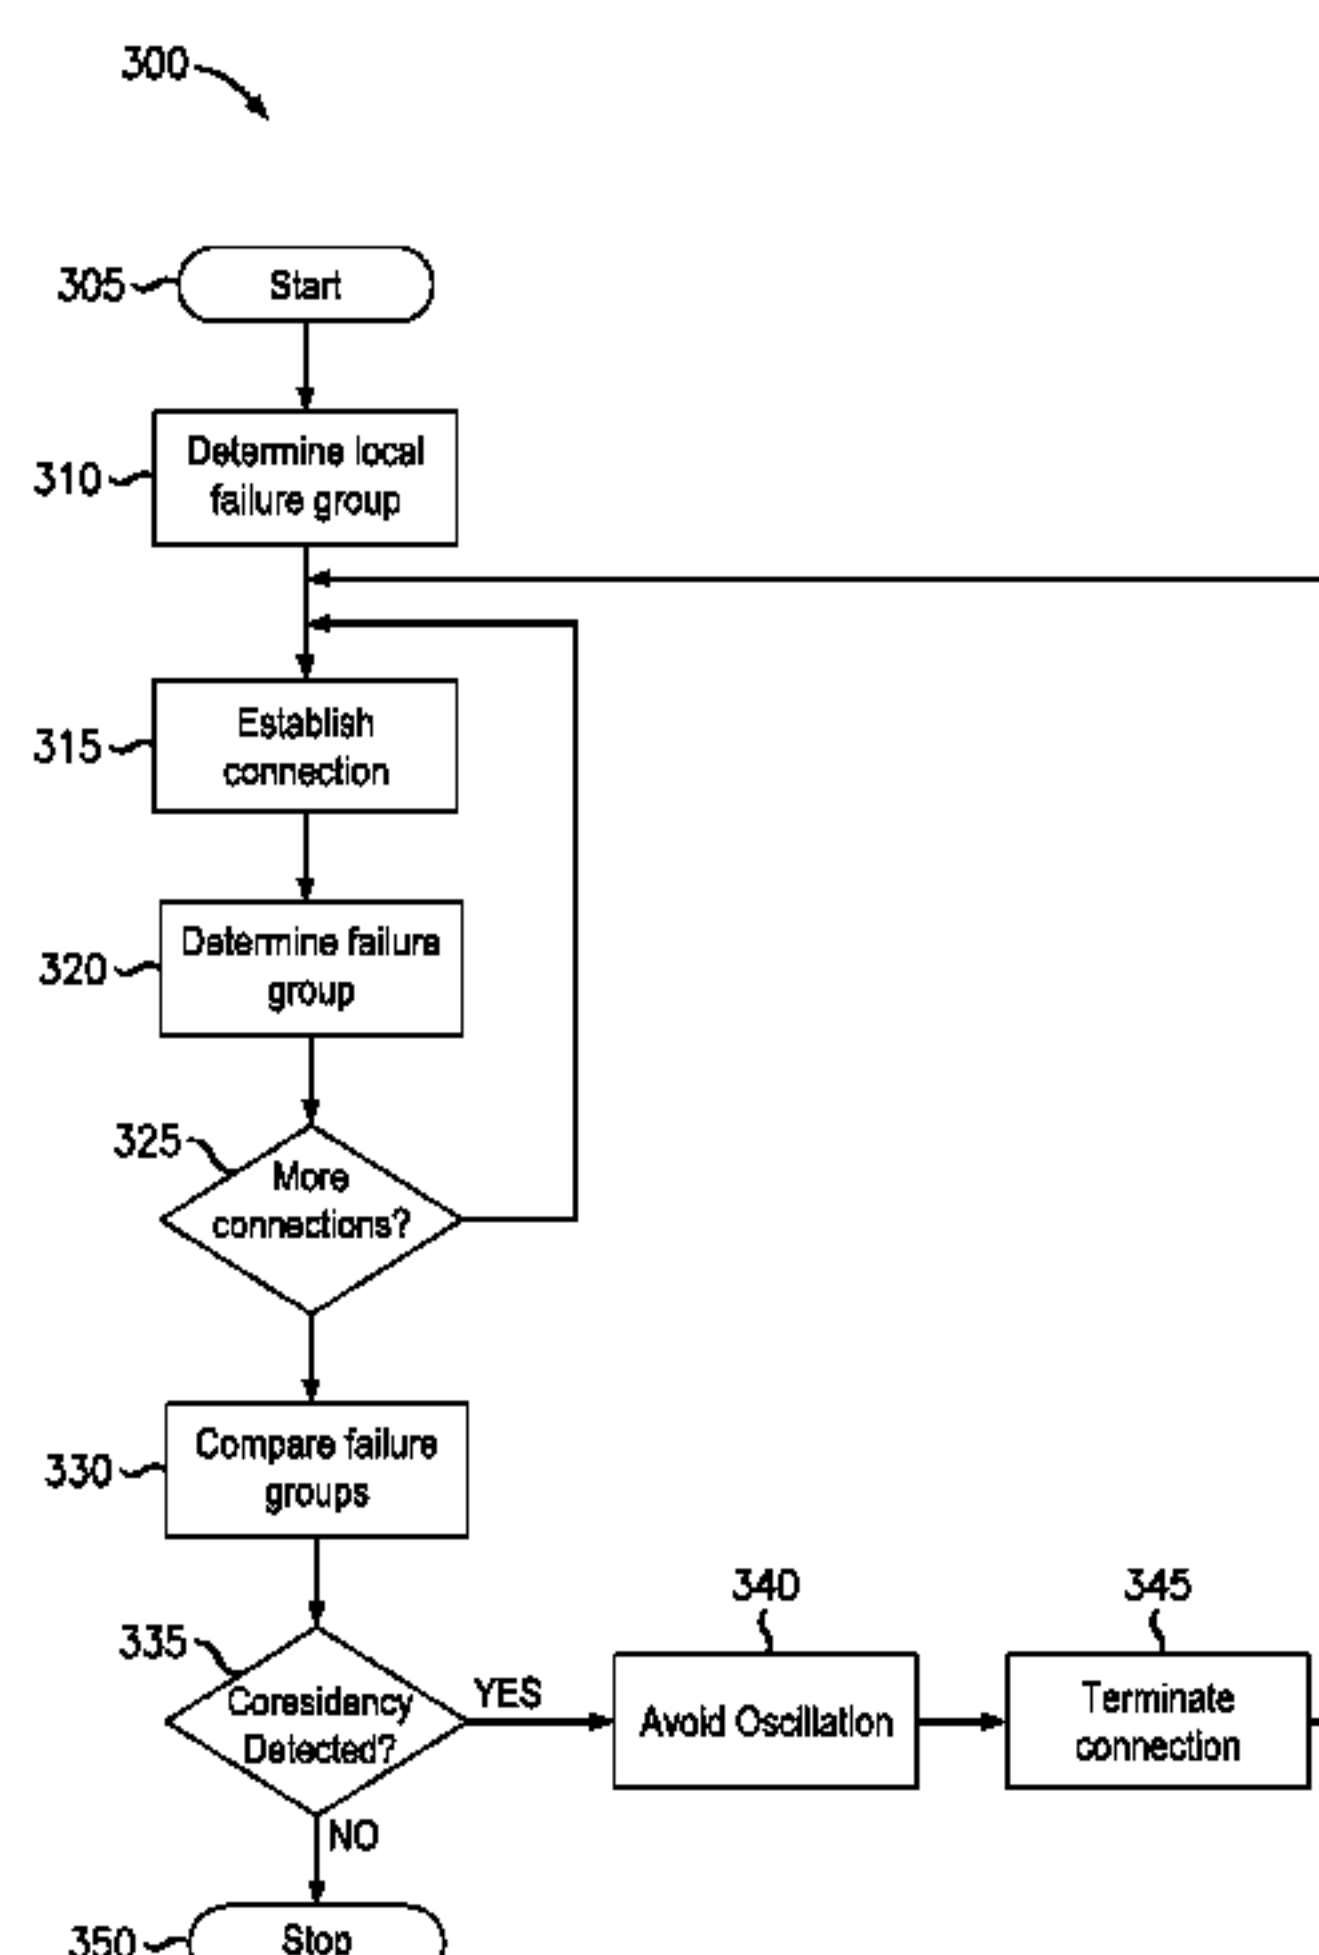 300
305
Start
310
Determine local
failure group
315
Establish
connection
320
Determine failure
group
325
More
connections?
330
Compare failure
groups
335
Coresidency
Detected?
YES
340
Avoid Oscillation
345
Terminate
connection
NO
350
Stop